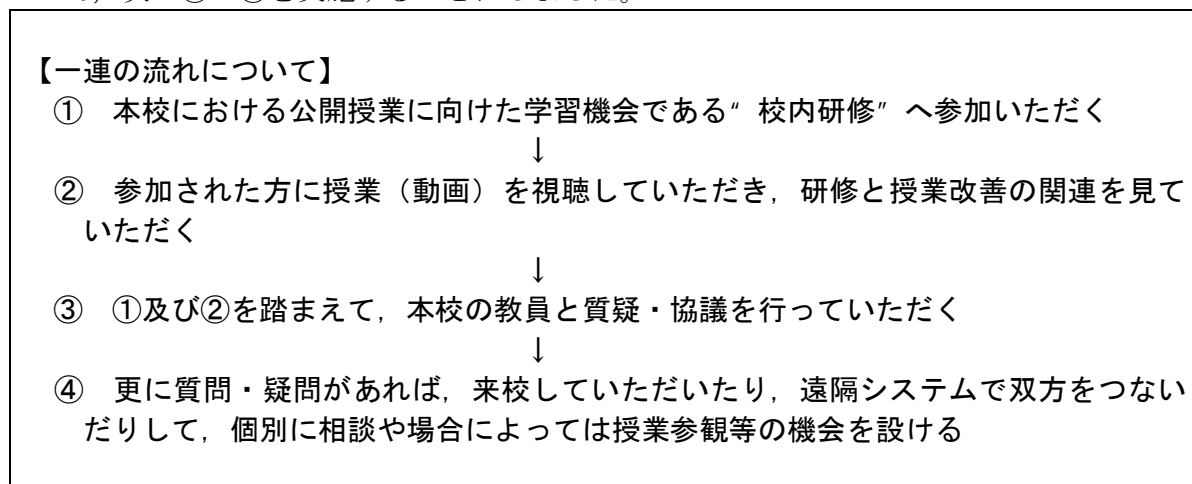 【一連の流れについて】
① 本校における公開授業に向けた学習機会である“校内研修”へ参加いただく
↓
② 参加された方に授業（動画）を視聴していただき，研修と授業改善の関連を見て
いただく
↓
③ ①及び②を踏まえて，本校の教員と質疑・協議を行っていただく
↓
④ 更に質問・疑問があれば，来校していただいたり，遠隔システムで双方をつない
だりして，個別に相談や場合によっては授業参観等の機会を設ける